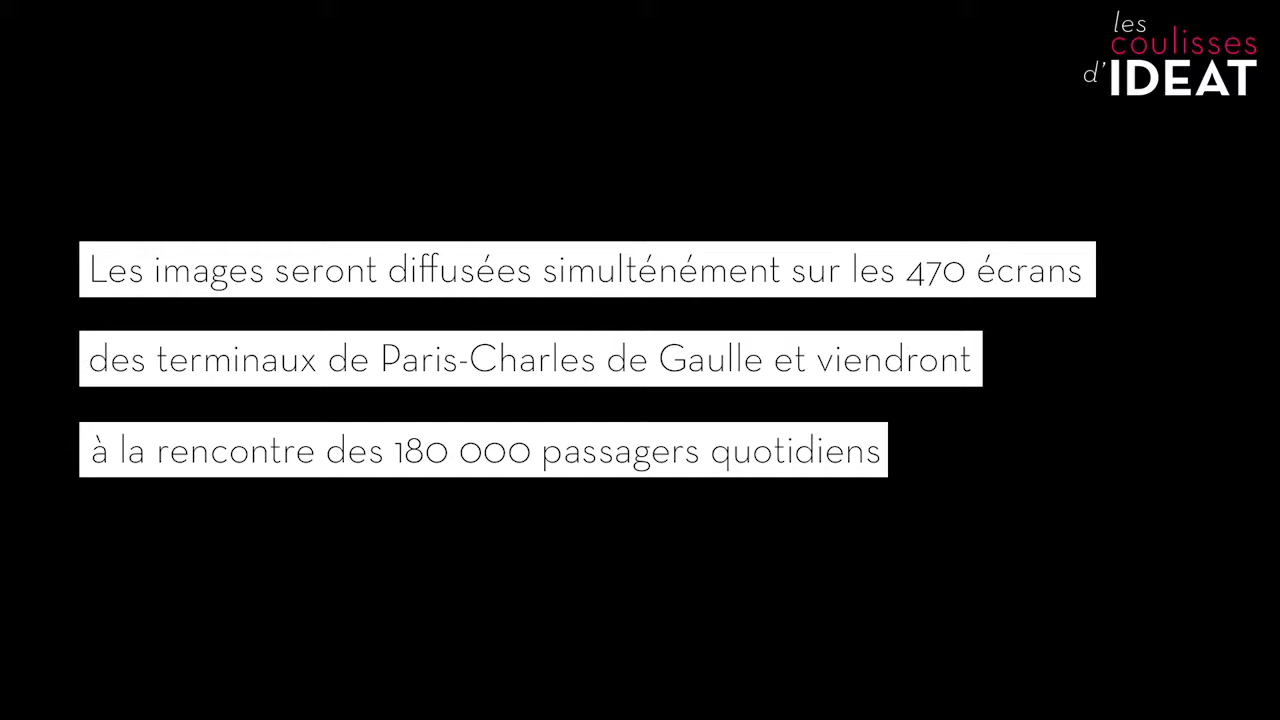 les
coulisses
d'IDEAT
Les images seront diffusées simulténément sur les 470 écrans
des terminaux de Paris-Charles de Gaulle et viendront
à la rencontre des 180 000 passagers quotidiens